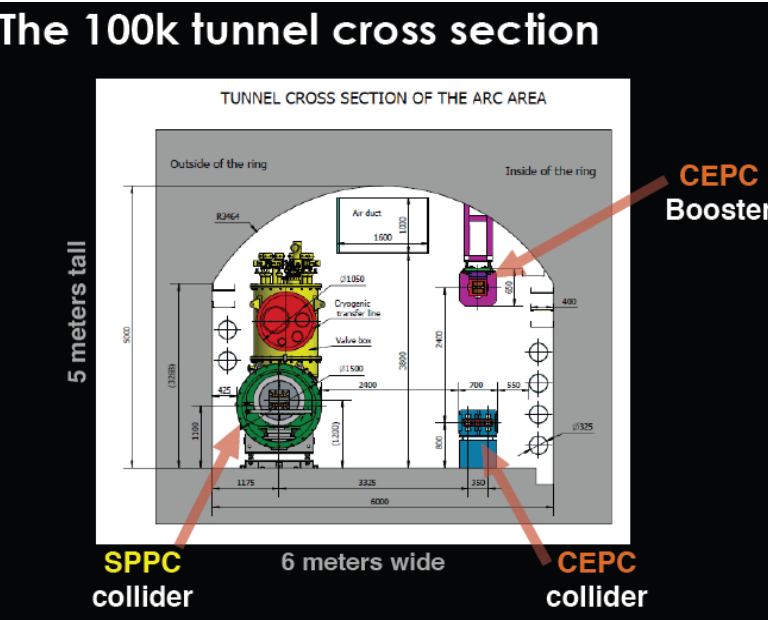 The 100k tunnel cross section
TUNNEL CROSS SECTION OF THE ARC AREA
Outside of the ring
Inside of the ring
CEPC
Booster
R3464
Air duct
1000
1600
Ø1050
Cryogenic
transfer line
Valve box
Ø1500
650
400
5 meters tall
5000
(3283)
2400
3800
425
2400
700
550
1100
(1200)
800
Ø325
1175
3325
350
6000
SPPC
collider
6 meters wide
CEPC
collider